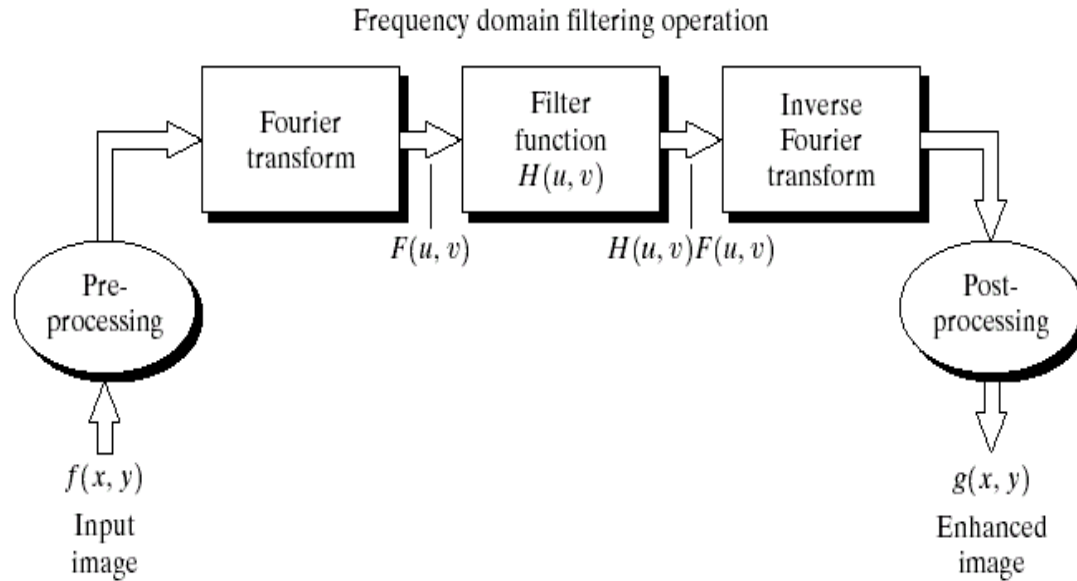 Frequency domain filtering operation
Fourier
transform
Filter
function
H(u, v)
Inverse
Fourier
transform
F(u, v)
H(u, v)F(u, v)
Pre-
processing
Post-
processing
f(x, y)
Input
image
g(x, y)
Enhanced
image